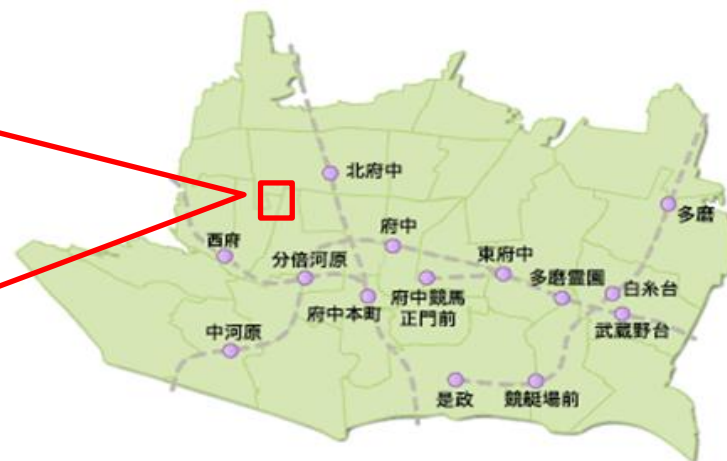 北府中
多磨
府中
西府
東府中
分倍河原
多磨霊園
白糸台
府中本町
府中競馬
正門前
武蔵野台
中河原
是政
競艇場前